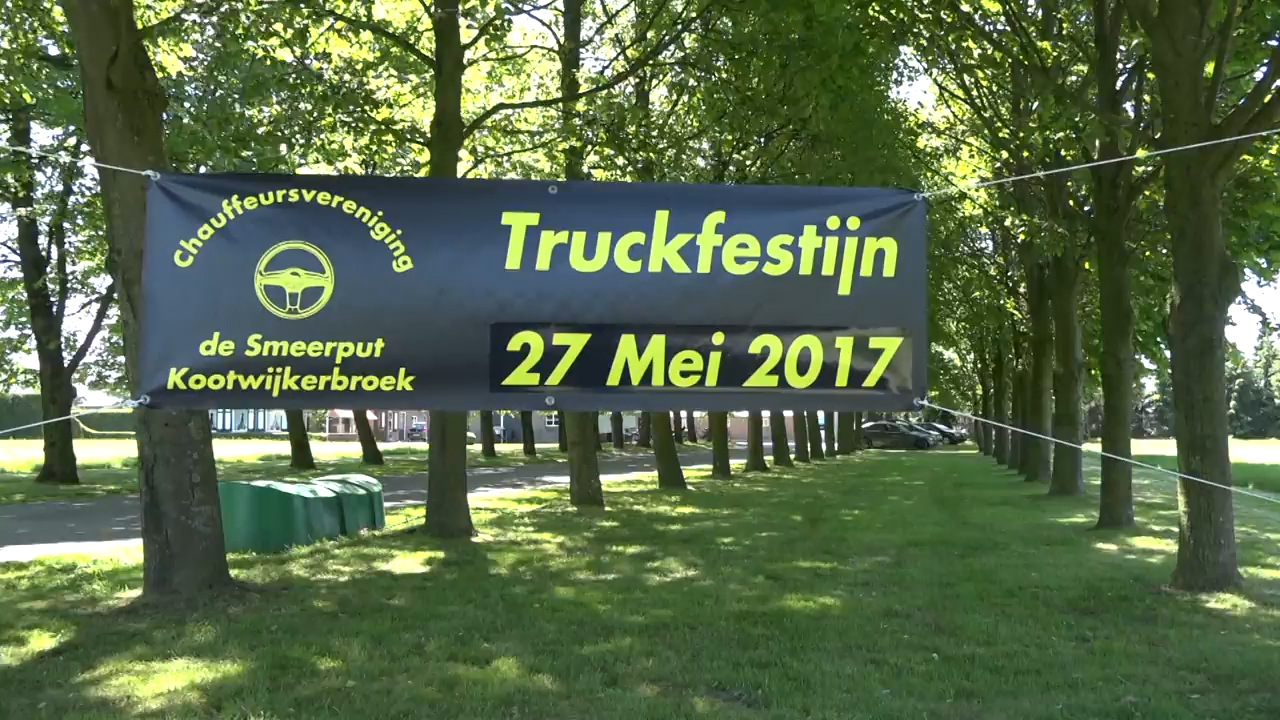 Chauffeursvereniging
de Smeerput
Kootwijkerbroek
Truckfestijn
27 Mei 2017